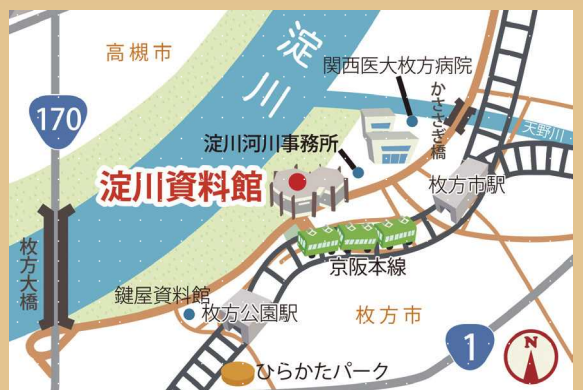 高槻市
淀川
関西医大枚方病院
かささぎ橋
170
天野川
淀川河川事務所
淀川資料館
枚方市駅
京阪本線
枚方大橋
鍵屋資料館
枚方公園駅
枚方市
1
N
ひらかたパーク